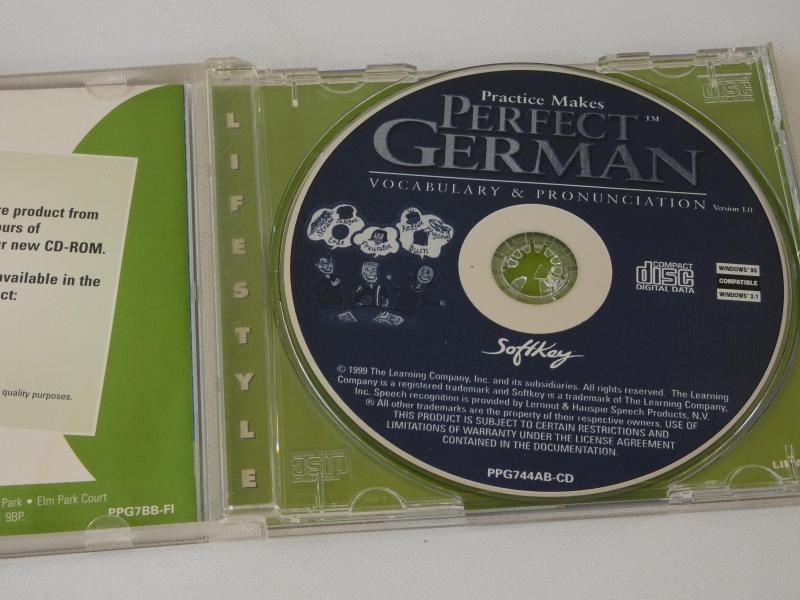 re product from
urs of
r new CD-ROM.
available in the
ct:
quality purposes.
Park • Elm Park Court
9BP.
PPG7BB-FI
LIFESTYLE
Practice Makes
PERFECT™
GERMAN
VOCABULARY & PRONUNCIATION Version 1.0
COMPACT
disc
DIGITAL DATA
WINDOWS' 95
COMPATIBLE
WINDOWS' 3.1
SoftKey
© 1999 The Learning Company, Inc. and its subsidiaries. All rights reserved. The Learning
Company is a registered trademark and Softkey is a trademark of The Learning Company,
Inc. Speech recognition is provided by Lernout & Hauspie Speech Products, N.V.
® All other trademarks are the property of their respective owners. USE OF
THIS PRODUCT IS SUBJECT TO CERTAIN RESTRICTIONS AND
LIMITATIONS OF WARRANTY UNDER THE LICENSE AGREEMENT
CONTAINED IN THE DOCUMENTATION.
PPG744AB-CD
disc